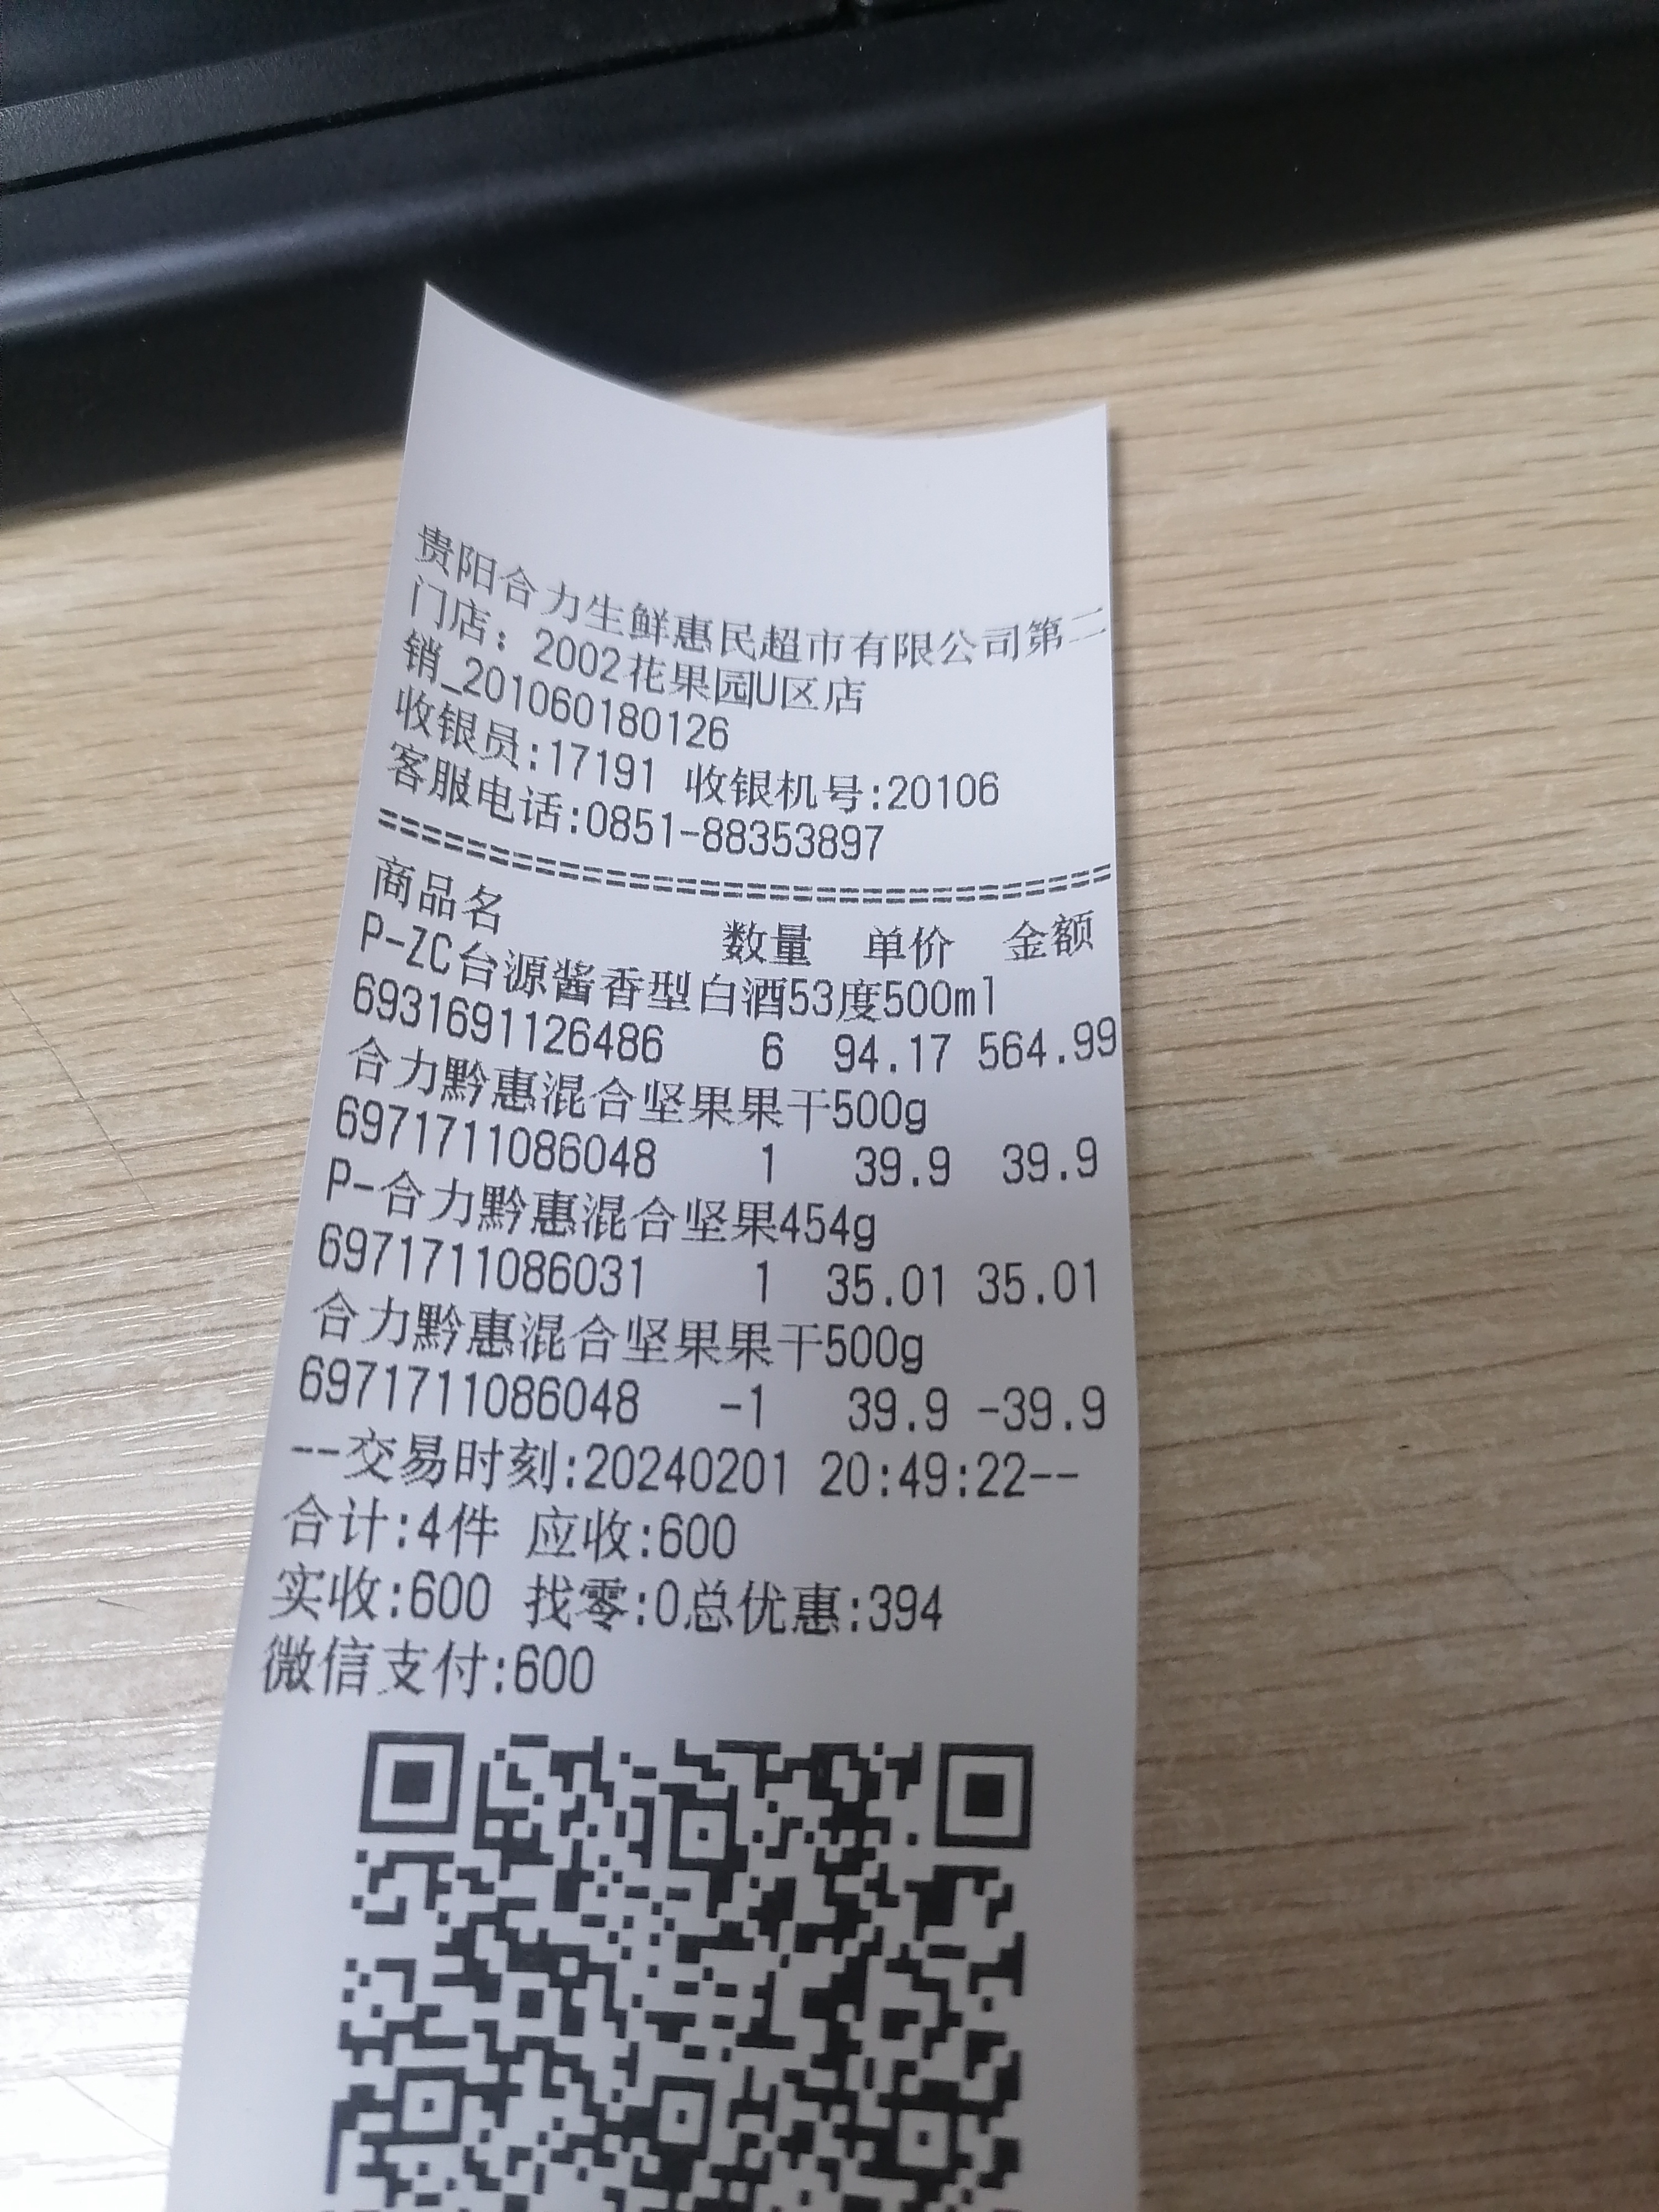 贵阳合力生鲜惠民超市有限公司第二
门店：2002花果园U区店
销_201060180126
收银员:17191 收银机号:20106
客服电话:0851-88353897
================================
商品名 数量 单价 金额
P-ZC台源酱香型白酒53度500ml
6931691126486 6 94.17 564.99
合力黔惠混合坚果果干500g
6971711086048 1 39.9 39.9
P-合力黔惠混合坚果454g
6971711086031 1 35.01 35.01
合力黔惠混合坚果果干500g
6971711086048 -1 39.9 -39.9
--交易时刻:20240201 20:49:22--
合计:4件 应收:600
实收:600 找零:0总优惠:394
微信支付:600